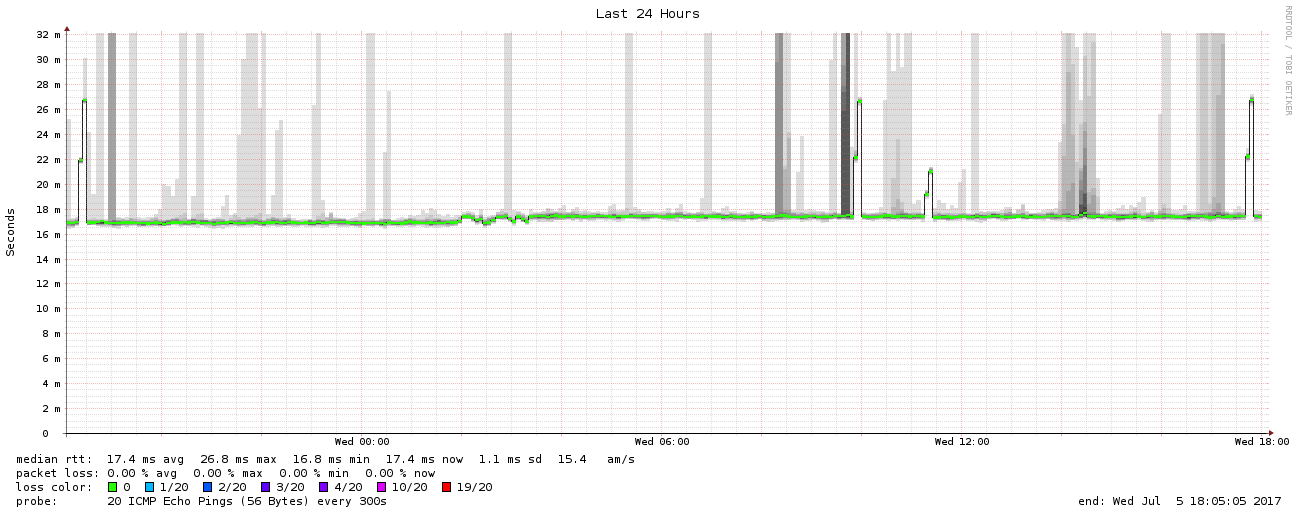 Last 24 Hours
RRDTOOL / TOBI OETIKER
Seconds
32 m
30 m
28 m
26 m
24 m
22 m
20 m
18 m
16 m
14 m
12 m
10 m
8 m
6 m
4 m
2 m
0
Wed 00:00 Wed 06:00 Wed 12:00 Wed 18:00
median rtt: 17.4 ms avg 26.8 ms max 16.8 ms min 17.4 ms now 1.1 ms sd 15.4 am/s
packet loss: 0.00 % avg 0.00 % max 0.00 % min 0.00 % now
loss color: 0 1/20 2/20 3/20 4/20 10/20 19/20
probe: 20 ICMP Echo Pings (56 Bytes) every 300s end: Wed Jul 5 18:05:05 2017